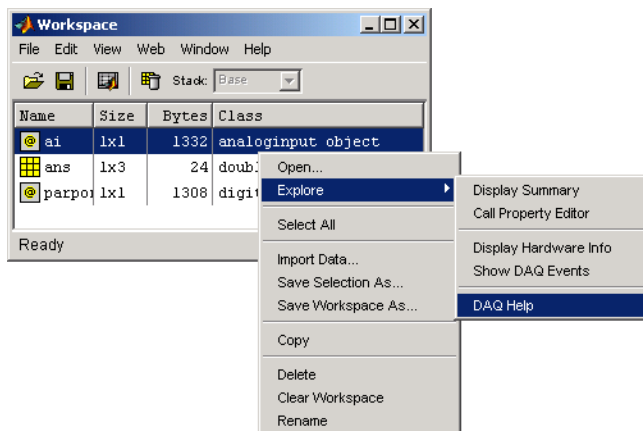 Workspace
File Edit View Web Window Help
Stack: Base
Name Size Bytes Class
ai 1x1 1332 analoginput object
ans 1x3 24 doubl
parpor 1x1 1308 digit
Ready
Open...
Explore
Select All
Import Data...
Save Selection As...
Save Workspace As...
Copy
Delete
Clear Workspace
Rename
Display Summary
Call Property Editor
Display Hardware Info
Show DAQ Events
DAQ Help